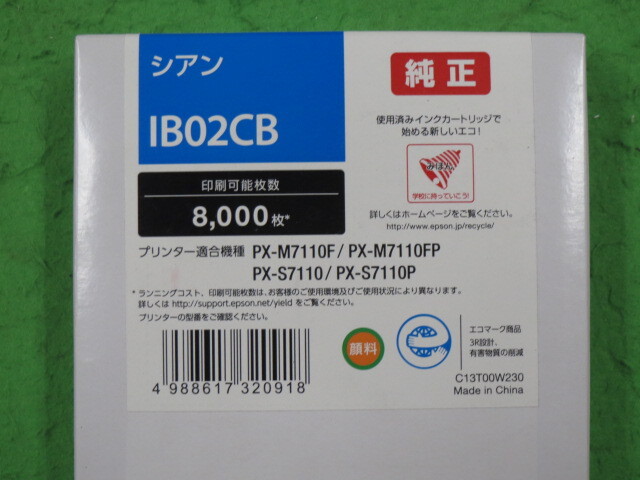 シアン
IB02CB
純正
印刷可能枚数
8,000枚*
使用済みインクカートリッジで
始める新しいエコ!
みほん
学校に持っていこう!
詳しくはホームページをご覧ください。
http://www.epson.jp/recycle/
プリンター適合機種 PX-M7110F / PX-M7110FP
PX-S7110 / PX-S7110P
* ランニングコスト、印刷可能枚数は、お客様のご使用環境及びご使用状況により異なります。
詳しくは http://support.epson.net/yield をご覧ください。
プリンターの型番をご確認ください。
4 988617 320918
顔料
エコマーク商品
3R設計、
有害物質の削減
C13T00W230
Made in China